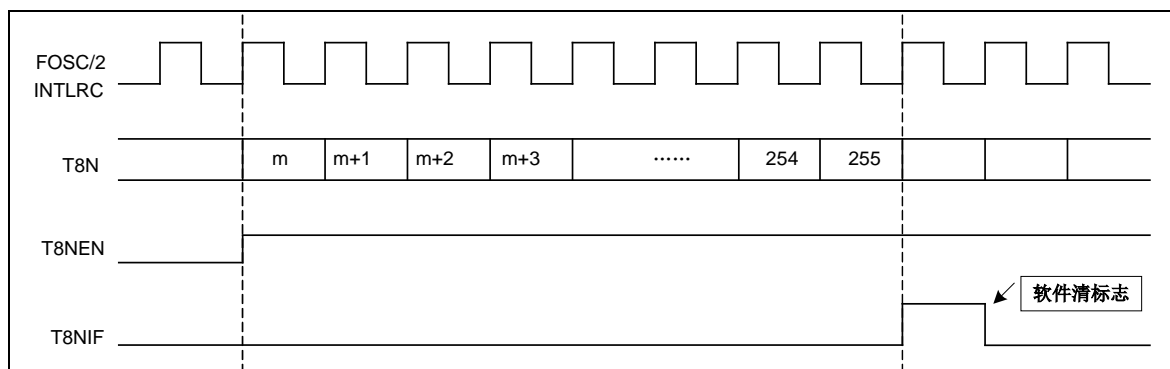 FOSC/2
INTLRC
T8N m m+1 m+2 m+3 ...... 254 255
T8NEN
软件清标志
T8NIF